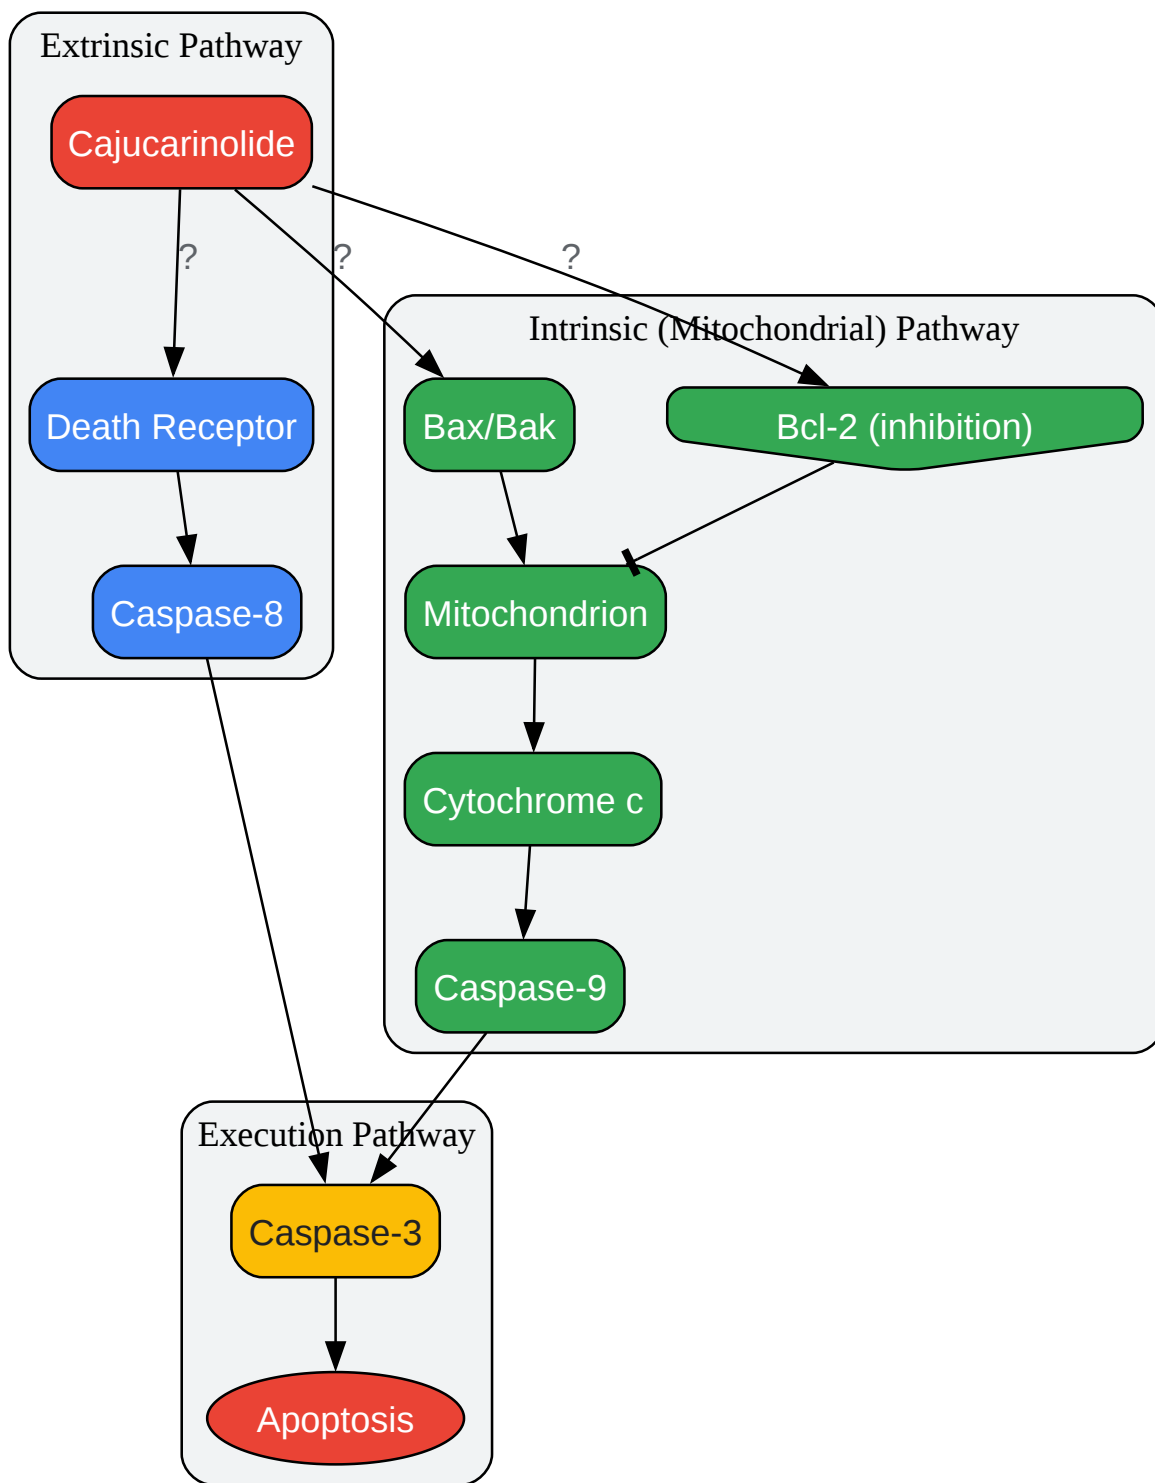 Extrinsic Pathway
Cajucarinolide
?
?
?
Intrinsic (Mitochondrial) Pathway
Death Receptor
Bax/Bak
Bcl-2 (inhibition)
Caspase-8
Mitochondrion
Cytochrome c
Caspase-9
Execution Pathway
Caspase-3
Apoptosis